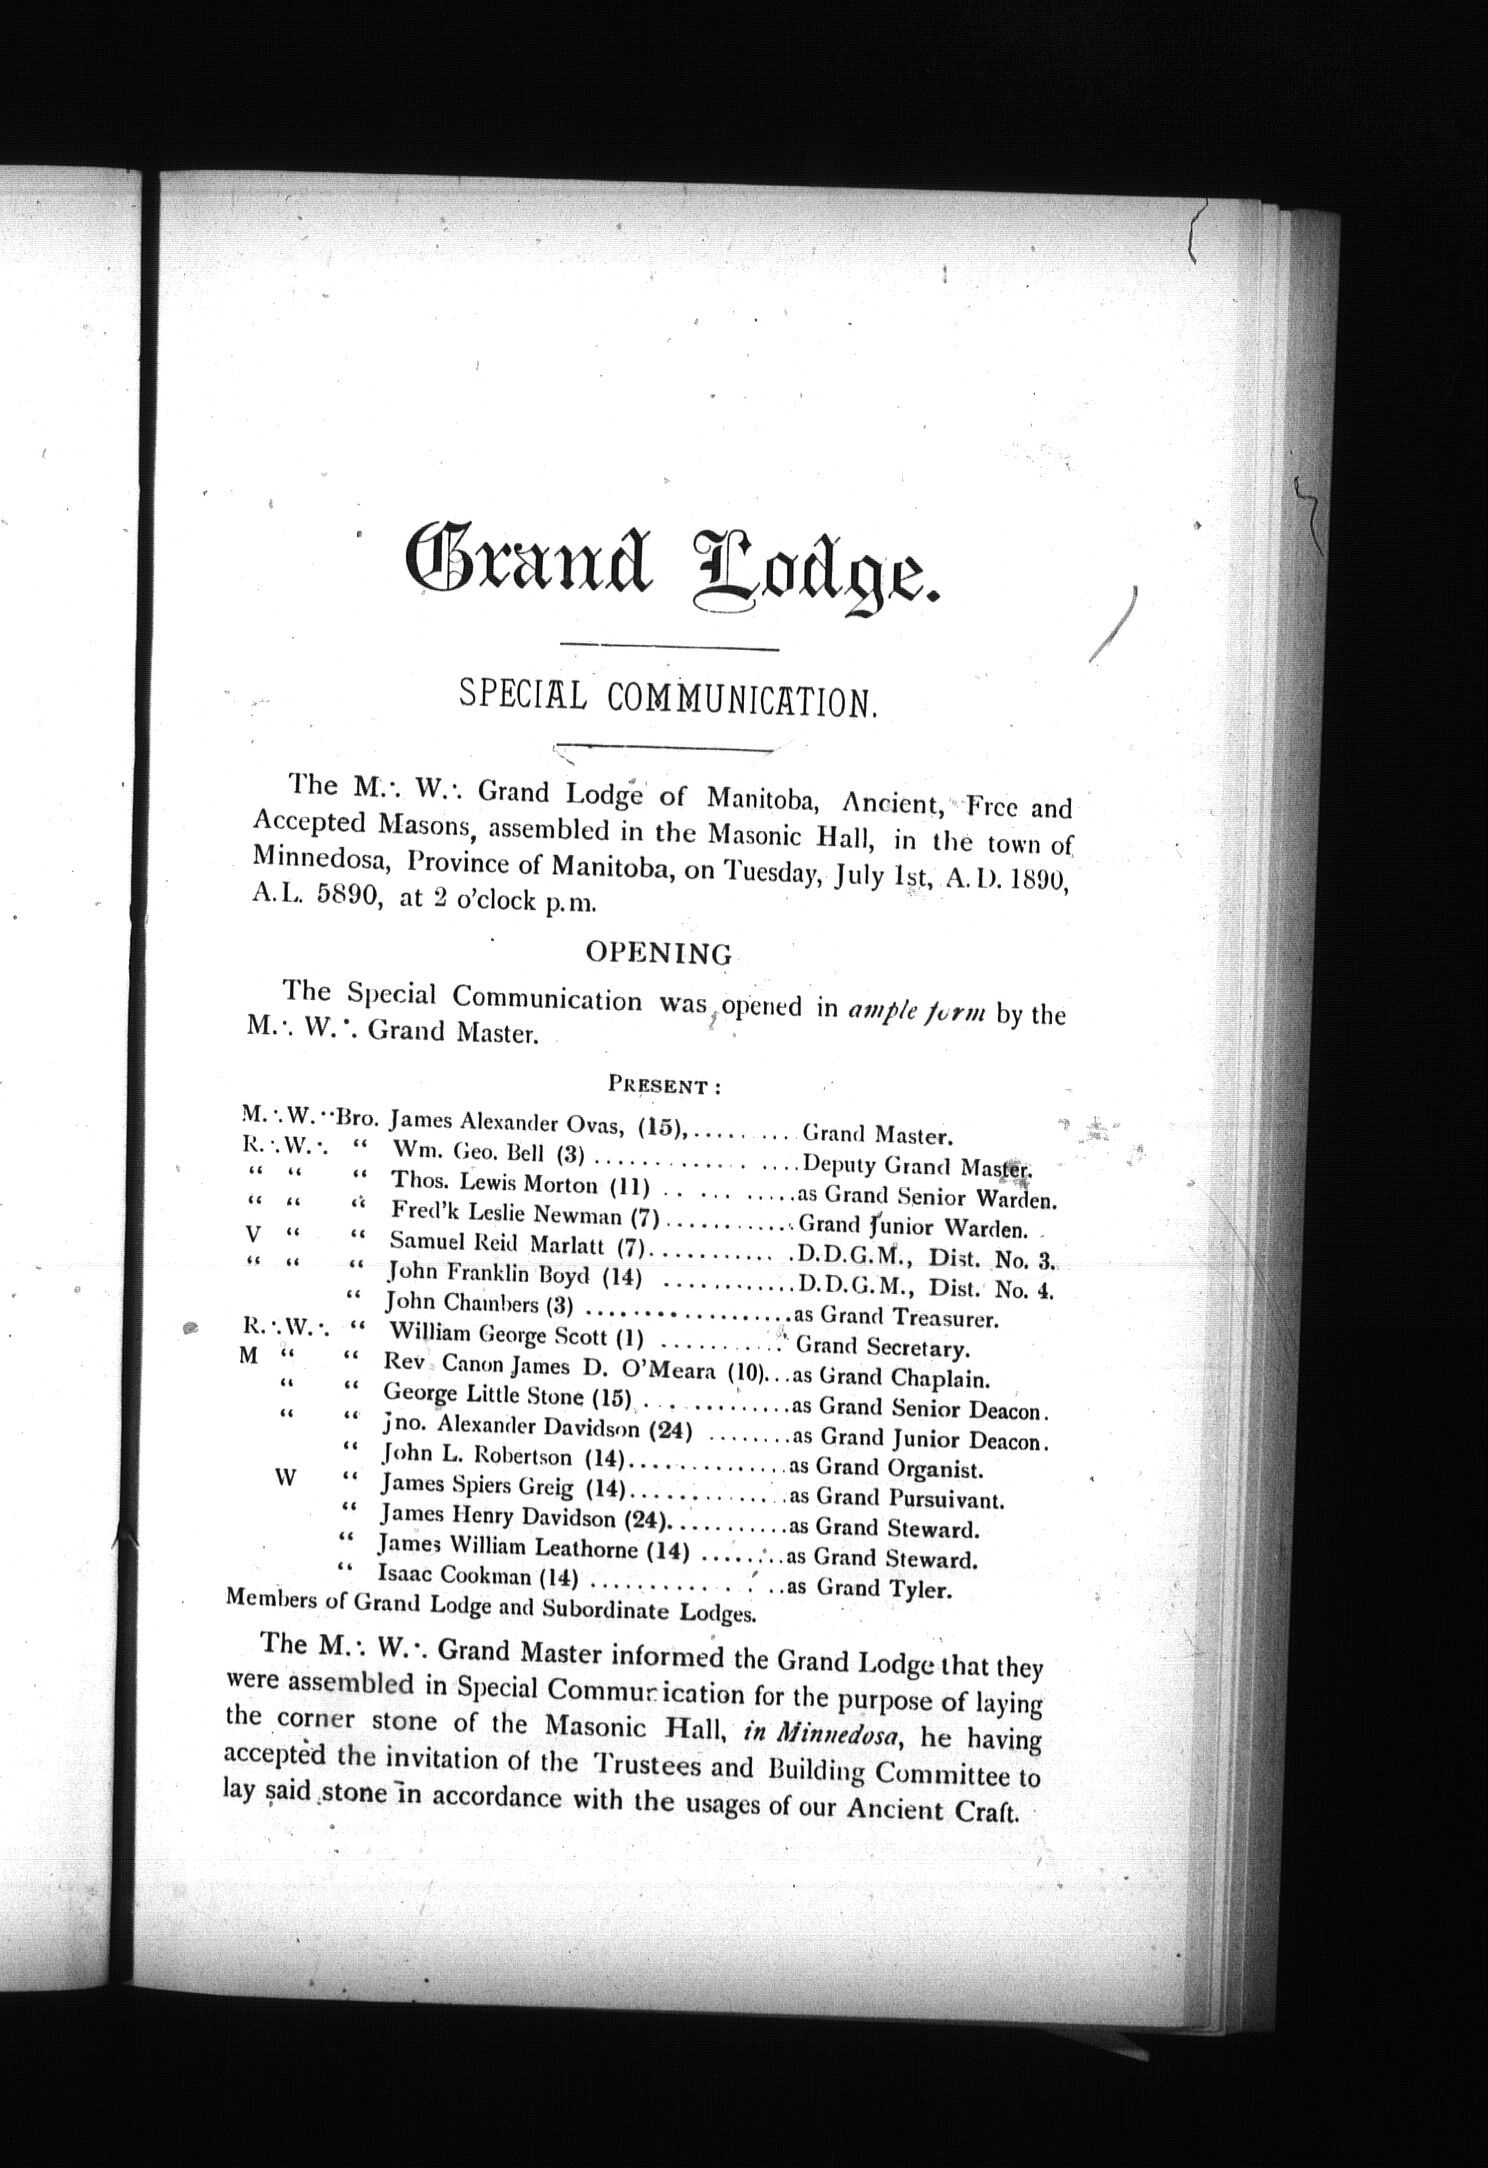 Grand Lodge.
SPECIAL COMMUNICATION.
The M.∴ W.∴ Grand Lodge of Manitoba, Ancient, Free and
Accepted Masons, assembled in the Masonic Hall, in the town of
Minnedosa, Province of Manitoba, on Tuesday, July 1st, A.D. 1890,
A.L. 5890, at 2 o'clock p.m.
OPENING
The Special Communication was opened in ample form by the
M.∴ W.∴ Grand Master.
PRESENT:
M.∴W.∴Bro. James Alexander Ovas, (15),......... Grand Master.
R.∴W.∴ “ Wm. Geo. Bell (3) ................Deputy Grand Master.
“ “ “ Thos. Lewis Morton (11) ...........as Grand Senior Warden.
“ “ “ Fred'k Leslie Newman (7)............Grand Junior Warden.
V “ “ Samuel Reid Marlatt (7)............D.D.G.M., Dist. No. 3.
“ “ “ John Franklin Boyd (14) ............D.D.G.M., Dist. No. 4.
“ John Chambers (3) ..................as Grand Treasurer.
R.∴W.∴ “ William George Scott (1) ........... Grand Secretary.
M “ “ Rev Canon James D. O'Meara (10)...as Grand Chaplain.
“ “ George Little Stone (15) ............as Grand Senior Deacon.
“ “ jno. Alexander Davidson (24) ........as Grand Junior Deacon.
“ John L. Robertson (14)..............as Grand Organist.
W “ James Spiers Greig (14)..............as Grand Pursuivant.
“ James Henry Davidson (24)...........as Grand Steward.
“ James William Leathorne (14) ........as Grand Steward.
“ Isaac Cookman (14) ................as Grand Tyler.
Members of Grand Lodge and Subordinate Lodges.
The M.∴ W.∴ Grand Master informed the Grand Lodge that they
were assembled in Special Communication for the purpose of laying
the corner stone of the Masonic Hall, in Minnedosa, he having
accepted the invitation of the Trustees and Building Committee to
lay said stone in accordance with the usages of our Ancient Craft.